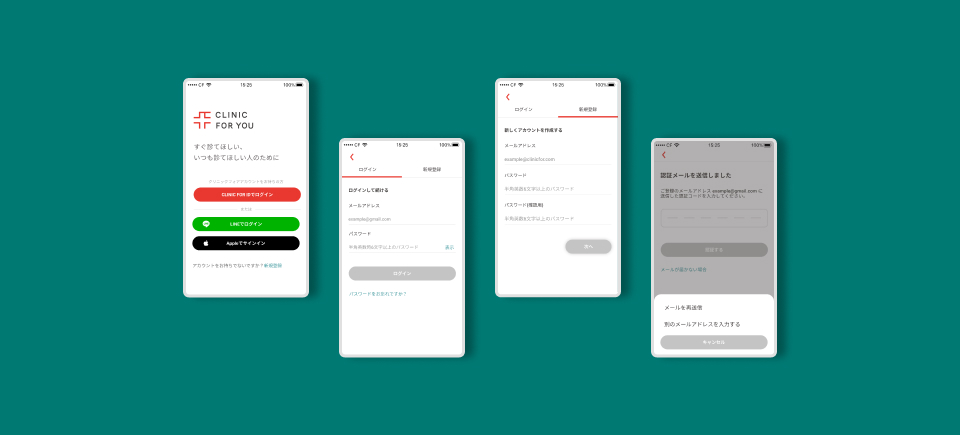 CF 15:25 100%
CLINIC
FOR YOU
すぐ診てほしい。
いつも診てほしい人のために
クリニックフォアアカウントをお持ちの方
CLINIC FOR IDでログイン
または
LINEでログイン
Appleでサインイン
アカウントをお持ちでないですか？新規登録
CF 15:25 100%
ログイン 新規登録
ログインして続ける
メールアドレス
example@gmail.com
パスワード
半角英数明8文字以上のパスワード 表示
ログイン
パスワードをお忘れですか？
CF 15:25 100%
ログイン 新規登録
新しくアカウントを作成する
メールアドレス
example@clinicfor.com
パスワード
半角英語8文字以上のパスワード
パスワード(確認用)
半角英語8文字以上のパスワード
次へ
CF 15:25 100%
認証メールを送信しました
ご登録のメールアドレス example@gmail.com に
送信した認証コードを入力してください。
認証する
メールが届かない場合
メールを再送信
別のメールアドレスを入力する
キャンセル